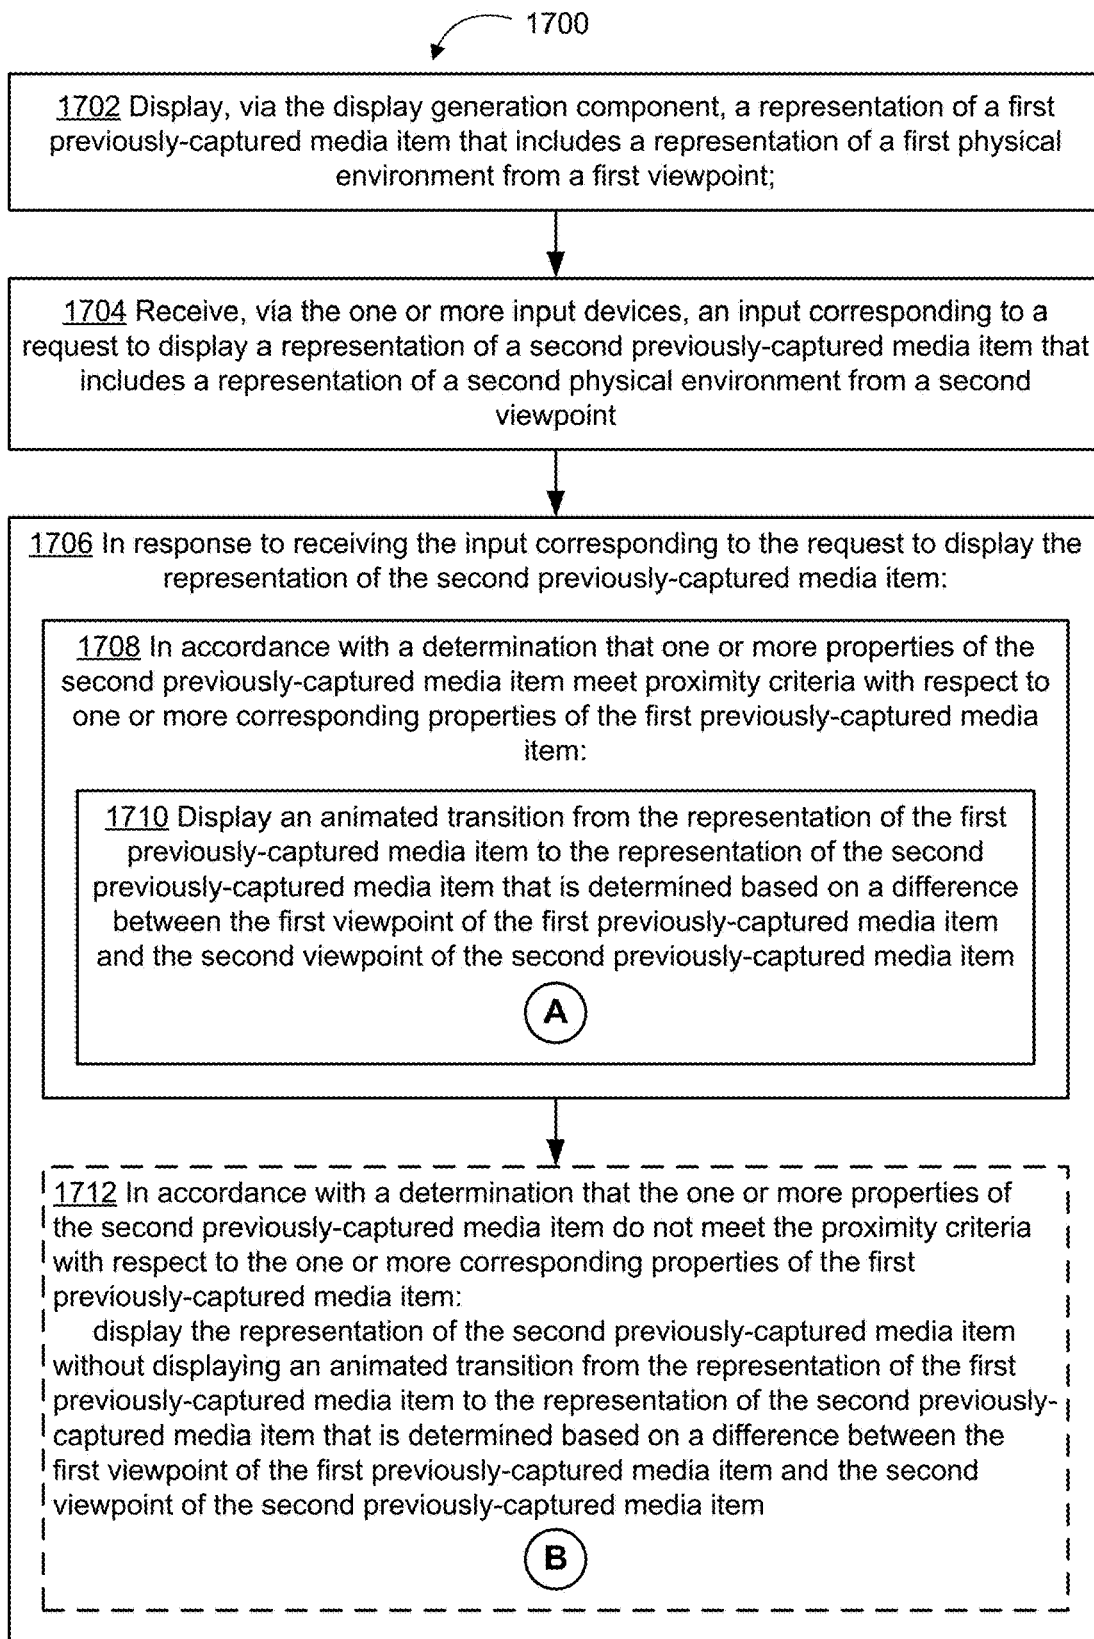 1700
1702 Display, via the display generation component, a representation of a first
previously-captured media item that includes a representation of a first physical
environment from a first viewpoint;
1704 Receive, via the one or more input devices, an input corresponding to a
request to display a representation of a second previously-captured media item that
includes a representation of a second physical environment from a second
viewpoint
1706 In response to receiving the input corresponding to the request to display the
representation of the second previously-captured media item:
1708 In accordance with a determination that one or more properties of the
second previously-captured media item meet proximity criteria with respect to
one or more corresponding properties of the first previously-captured media
item:
1710 Display an animated transition from the representation of the first
previously-captured media item to the representation of the second
previously-captured media item that is determined based on a difference
between the first viewpoint of the first previously-captured media item
and the second viewpoint of the second previously-captured media item
A
1712 In accordance with a determination that the one or more properties of
the second previously-captured media item do not meet the proximity criteria
with respect to the one or more corresponding properties of the first
previously-captured media item:
display the representation of the second previously-captured media item
without displaying an animated transition from the representation of the first
previously-captured media item to the representation of the second previously-
captured media item that is determined based on a difference between the
first viewpoint of the first previously-captured media item and the second
viewpoint of the second previously-captured media item
B